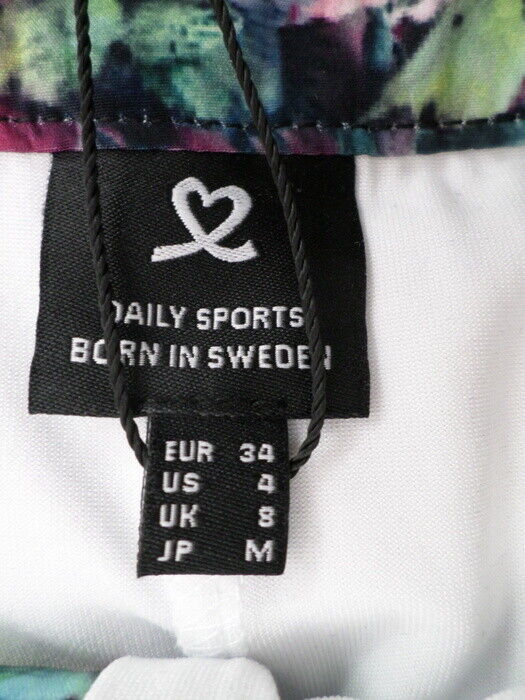 DAILY SPORTS
BORN IN SWEDEN
EUR 34
US 4
UK 8
JP M